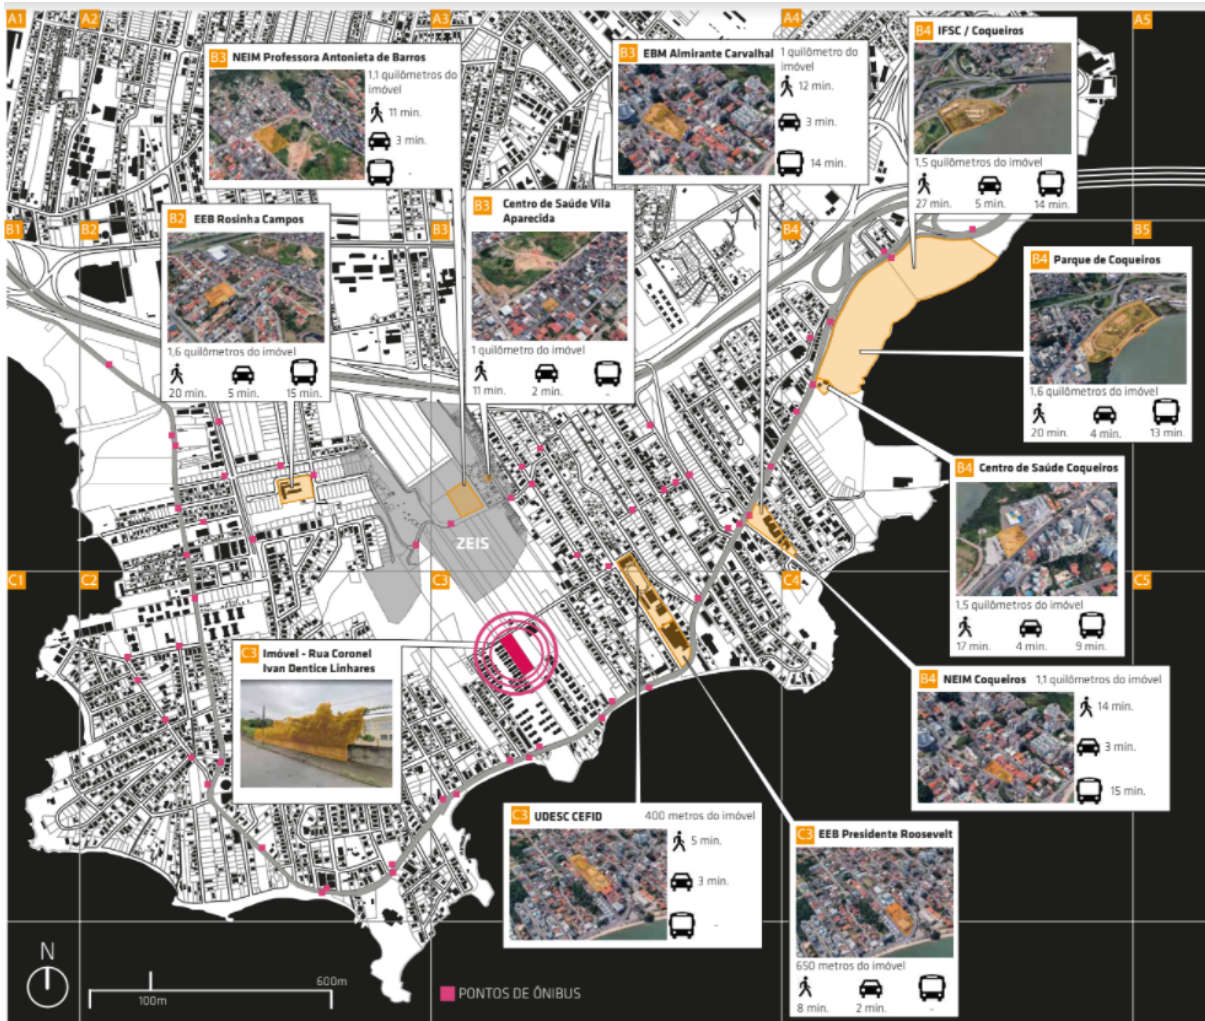 A1
A2
A3
A4
A5
B3 NEIM Professora Antonieta de Barros
1,1 quilômetros do
imóvel
11 min.
3 min.
-
B3 EBM Almirante Carvalhal
1 quilômetro do
imóvel
12 min.
3 min.
14 min.
B4 IFSC / Coqueiros
1,5 quilômetros do imóvel
27 min.
5 min.
14 min.
B1
B2
B3
B4
B5
B2 EEB Rosinha Campos
1,6 quilômetros do imóvel
20 min.
5 min.
15 min.
B3 Centro de Saúde Vila
Aparecida
1 quilômetro do imóvel
11 min.
2 min.
-
B4 Parque de Coqueiros
1,6 quilômetros do imóvel
20 min.
4 min.
13 min.
B4 Centro de Saúde Coqueiros
1,5 quilômetros do imóvel
17 min.
4 min.
9 min.
ZEIS
C1
C2
C3
C4
C5
C3 Imóvel - Rua Coronel
Ivan Dentice Linhares
B4 NEIM Coqueiros 1,1 quilômetros do imóvel
14 min.
3 min.
15 min.
C3 UDESC CEFID 400 metros do imóvel
5 min.
3 min.
-
C3 EEB Presidente Roosevelt
650 metros do imóvel
8 min.
2 min.
-
N
100m
600m
PONTOS DE ÔNIBUS